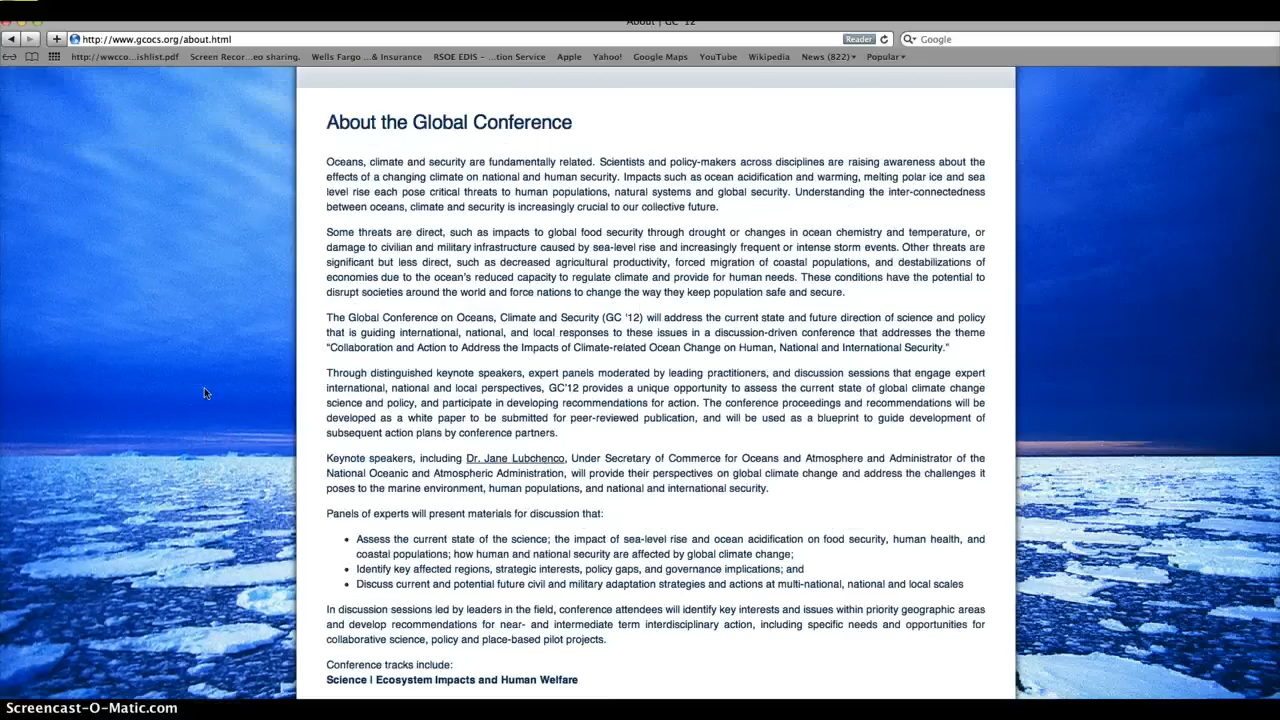 About | GC '12
http://www.gcocs.org/about.html
Reader
Google
http://wwcco...ishlist.pdf Screen Recor...eo sharing. Wells Fargo ...& Insurance RSOE EDIS - ...tion Service Apple Yahoo! Google Maps YouTube Wikipedia News (822) Popular
About the Global Conference
Oceans, climate and security are fundamentally related. Scientists and policy-makers across disciplines are raising awareness about the
effects of a changing climate on national and human security. Impacts such as ocean acidification and warming, melting polar ice and sea
level rise each pose critical threats to human populations, natural systems and global security. Understanding the inter-connectedness
between oceans, climate and security is increasingly crucial to our collective future.
Some threats are direct, such as impacts to global food security through drought or changes in ocean chemistry and temperature, or
damage to civilian and military infrastructure caused by sea-level rise and increasingly frequent or intense storm events. Other threats are
significant but less direct, such as decreased agricultural productivity, forced migration of coastal populations, and destabilizations of
economies due to the ocean's reduced capacity to regulate climate and provide for human needs. These conditions have the potential to
disrupt societies around the world and force nations to change the way they keep population safe and secure.
The Global Conference on Oceans, Climate and Security (GC '12) will address the current state and future direction of science and policy
that is guiding international, national, and local responses to these issues in a discussion-driven conference that addresses the theme
"Collaboration and Action to Address the Impacts of Climate-related Ocean Change on Human, National and International Security."
Through distinguished keynote speakers, expert panels moderated by leading practitioners, and discussion sessions that engage expert
international, national and local perspectives, GC'12 provides a unique opportunity to assess the current state of global climate change
science and policy, and participate in developing recommendations for action. The conference proceedings and recommendations will be
developed as a white paper to be submitted for peer-reviewed publication, and will be used as a blueprint to guide development of
subsequent action plans by conference partners.
Keynote speakers, including Dr. Jane Lubchenco, Under Secretary of Commerce for Oceans and Atmosphere and Administrator of the
National Oceanic and Atmospheric Administration, will provide their perspectives on global climate change and address the challenges it
poses to the marine environment, human populations, and national and international security.
Panels of experts will present materials for discussion that:
• Assess the current state of the science; the impact of sea-level rise and ocean acidification on food security, human health, and
coastal populations; how human and national security are affected by global climate change;
• Identify key affected regions, strategic interests, policy gaps, and governance implications; and
• Discuss current and potential future civil and military adaptation strategies and actions at multi-national, national and local scales
In discussion sessions led by leaders in the field, conference attendees will identify key interests and issues within priority geographic areas
and develop recommendations for near- and intermediate term interdisciplinary action, including specific needs and opportunities for
collaborative science, policy and place-based pilot projects.
Conference tracks include:
Science | Ecosystem Impacts and Human Welfare
Screencast-O-Matic.com